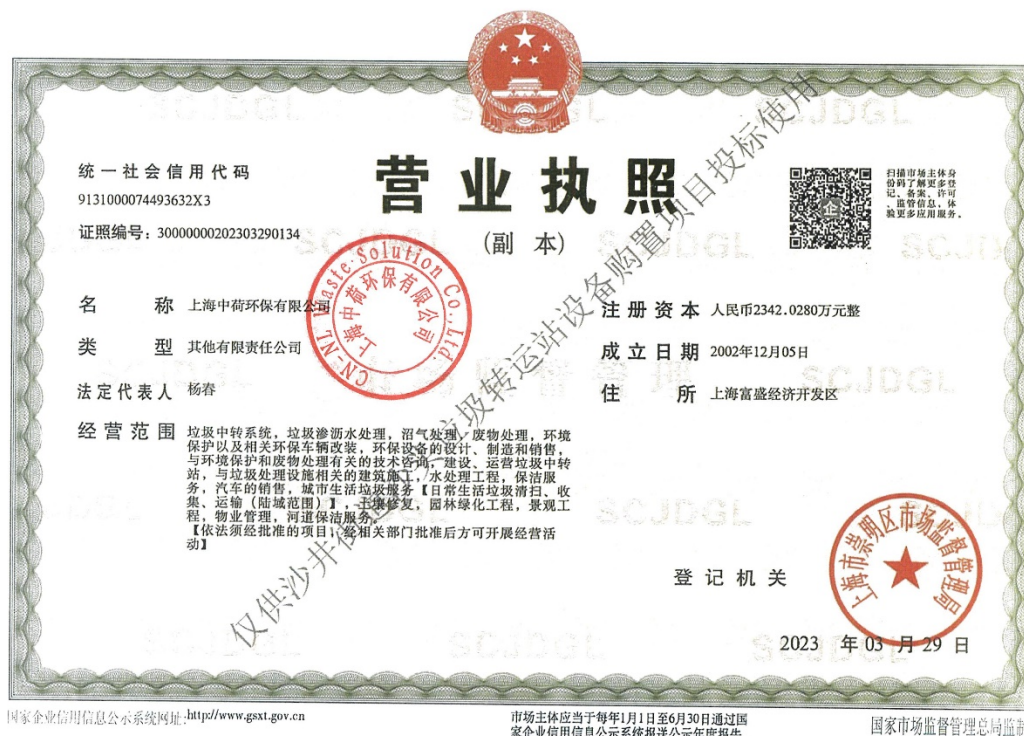 统一社会信用代码
9131000074493632X3
证照编号：30000000202303290134
营业执照
（副 本）
扫描市场主体身
份码了解更多登
记、备案、许可
、监管信息，体
验更多应用服务。
名称 上海中荷环保有限公司
类型 其他有限责任公司
法定代表人 杨春
经营范围 垃圾中转系统，垃圾渗沥水处理，沼气处理，废物处理，环境
保护以及相关环保车辆改装，环保设备的设计、制造和销售，
与环境保护和废物处理有关的技术咨询，建设、运营垃圾中转
站，与垃圾处理设施相关的建筑施工，水处理工程，保洁服
务，汽车的销售，城市生活垃圾服务【日常生活垃圾清扫、收
集、运输（陆域范围）】，土壤修复，园林绿化工程，景观工
程，物业管理，河道保洁服务。
【依法须经批准的项目，经相关部门批准后方可开展经营活
动】
注册资本 人民币2342.0280万元整
成立日期 2002年12月05日
住所 上海富盛经济开发区
CN-NL Waste Solution Co., Ltd.
上海中荷环保有限公司
仅供沙井街道
垃圾转运站设备购置项目投标使用
登记机关
上海市崇明区市场监督管理局
2023 年 03 月 29 日
SCJDGL
国家企业信用信息公示系统网址：http://www.gsxt.gov.cn
市场主体应当于每年1月1日至6月30日通过国
家企业信用信息公示系统报送公示年度报告
国家市场监督管理总局监制